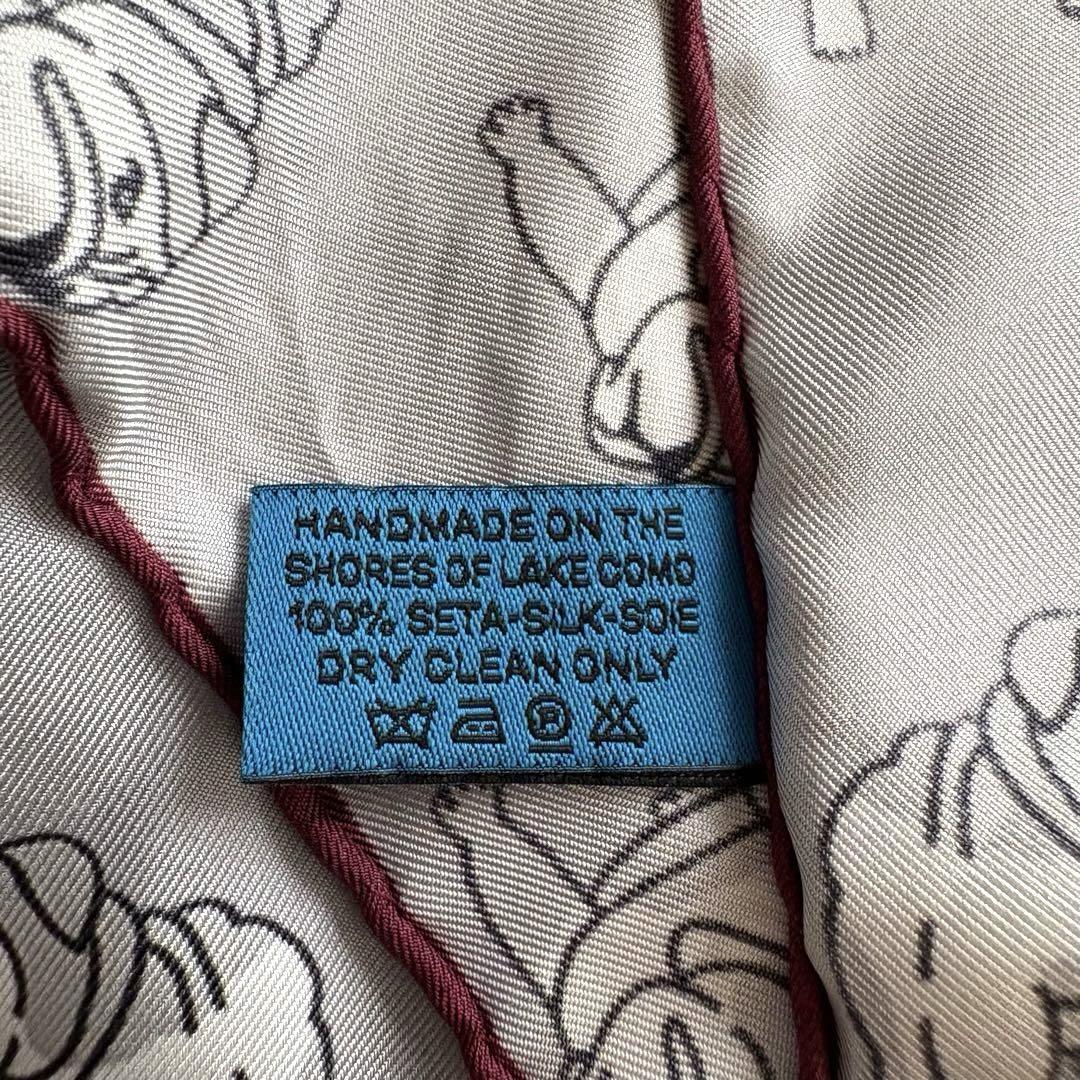 HANDMADE ON THE
SHORES OF LAKE COMO
100% SETA-SILK-SOIE
DRY CLEAN ONLY
P